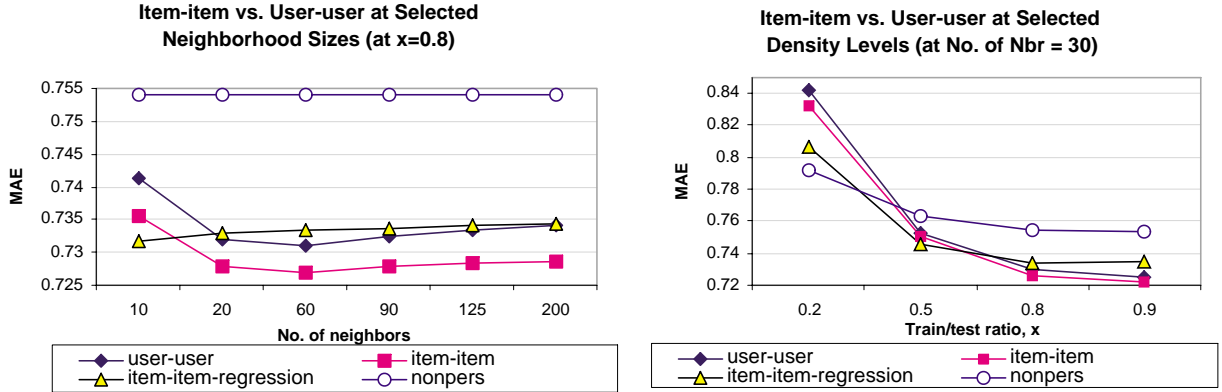 Item-item vs. User-user at Selected
Neighborhood Sizes (at x=0.8)
0.755
0.75
0.745
0.74
0.735
0.73
0.725
MAE
10 20 60 90 125 200
No. of neighbors
user-user item-item
item-item-regression nonpers
Item-item vs. User-user at Selected
Density Levels (at No. of Nbr = 30)
0.84
0.82
0.8
0.78
0.76
0.74
0.72
MAE
0.2 0.5 0.8 0.9
Train/test ratio, x
user-user item-item
item-item-regression nonpers